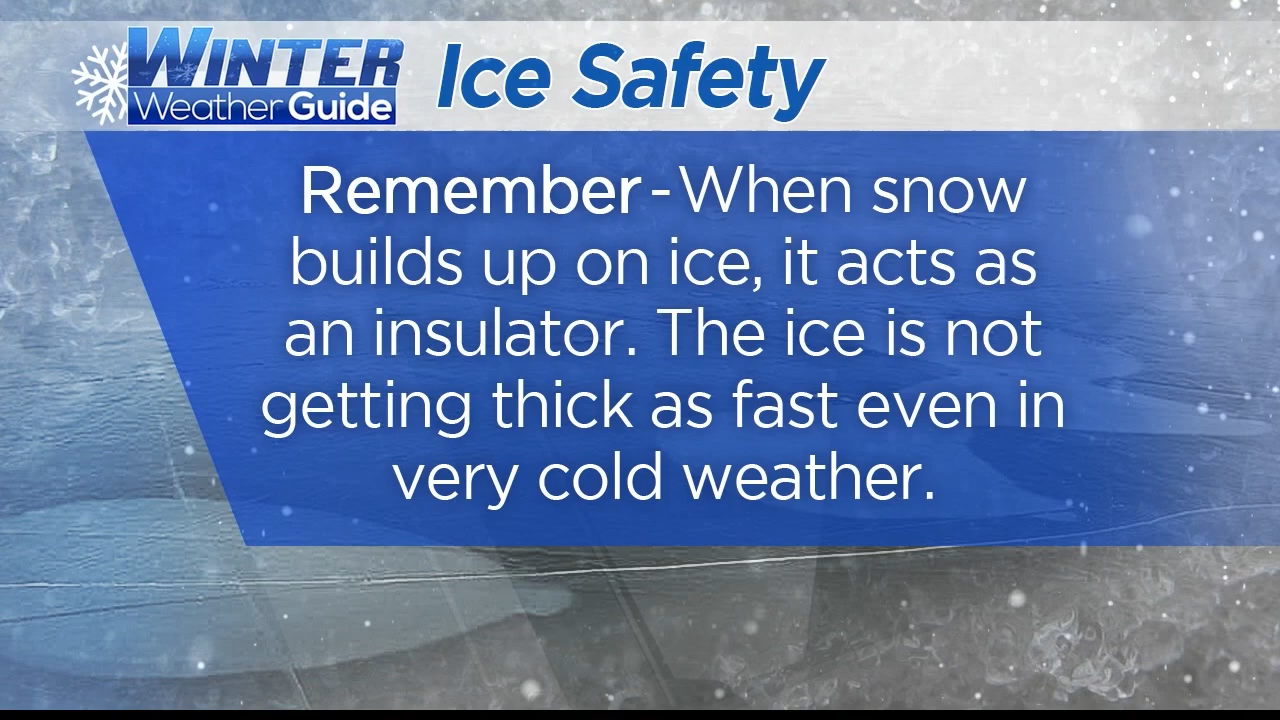 WINTER
Weather Guide
Ice Safety
Remember - When snow
builds up on ice, it acts as
an insulator. The ice is not
getting thick as fast even in
very cold weather.